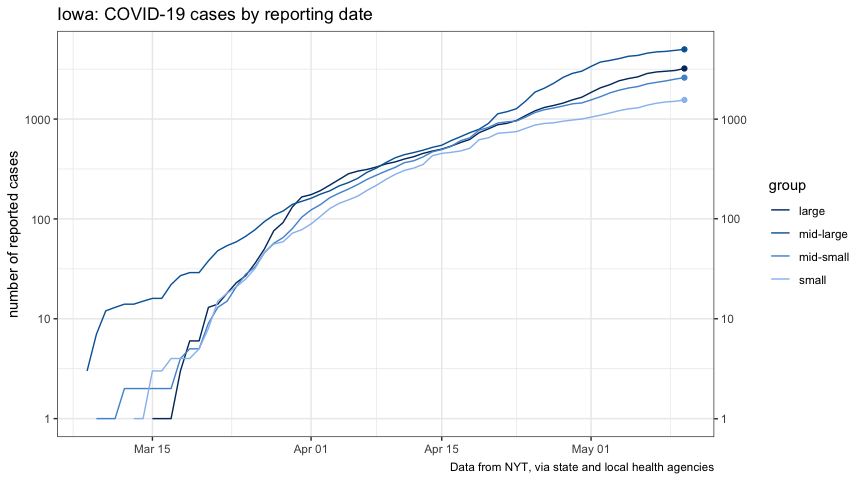 Iowa: COVID-19 cases by reporting date
number of reported cases
1000
100
10
1
1000
100
10
1
Mar 15
Apr 01
Apr 15
May 01
group
large
mid-large
mid-small
small
Data from NYT, via state and local health agencies